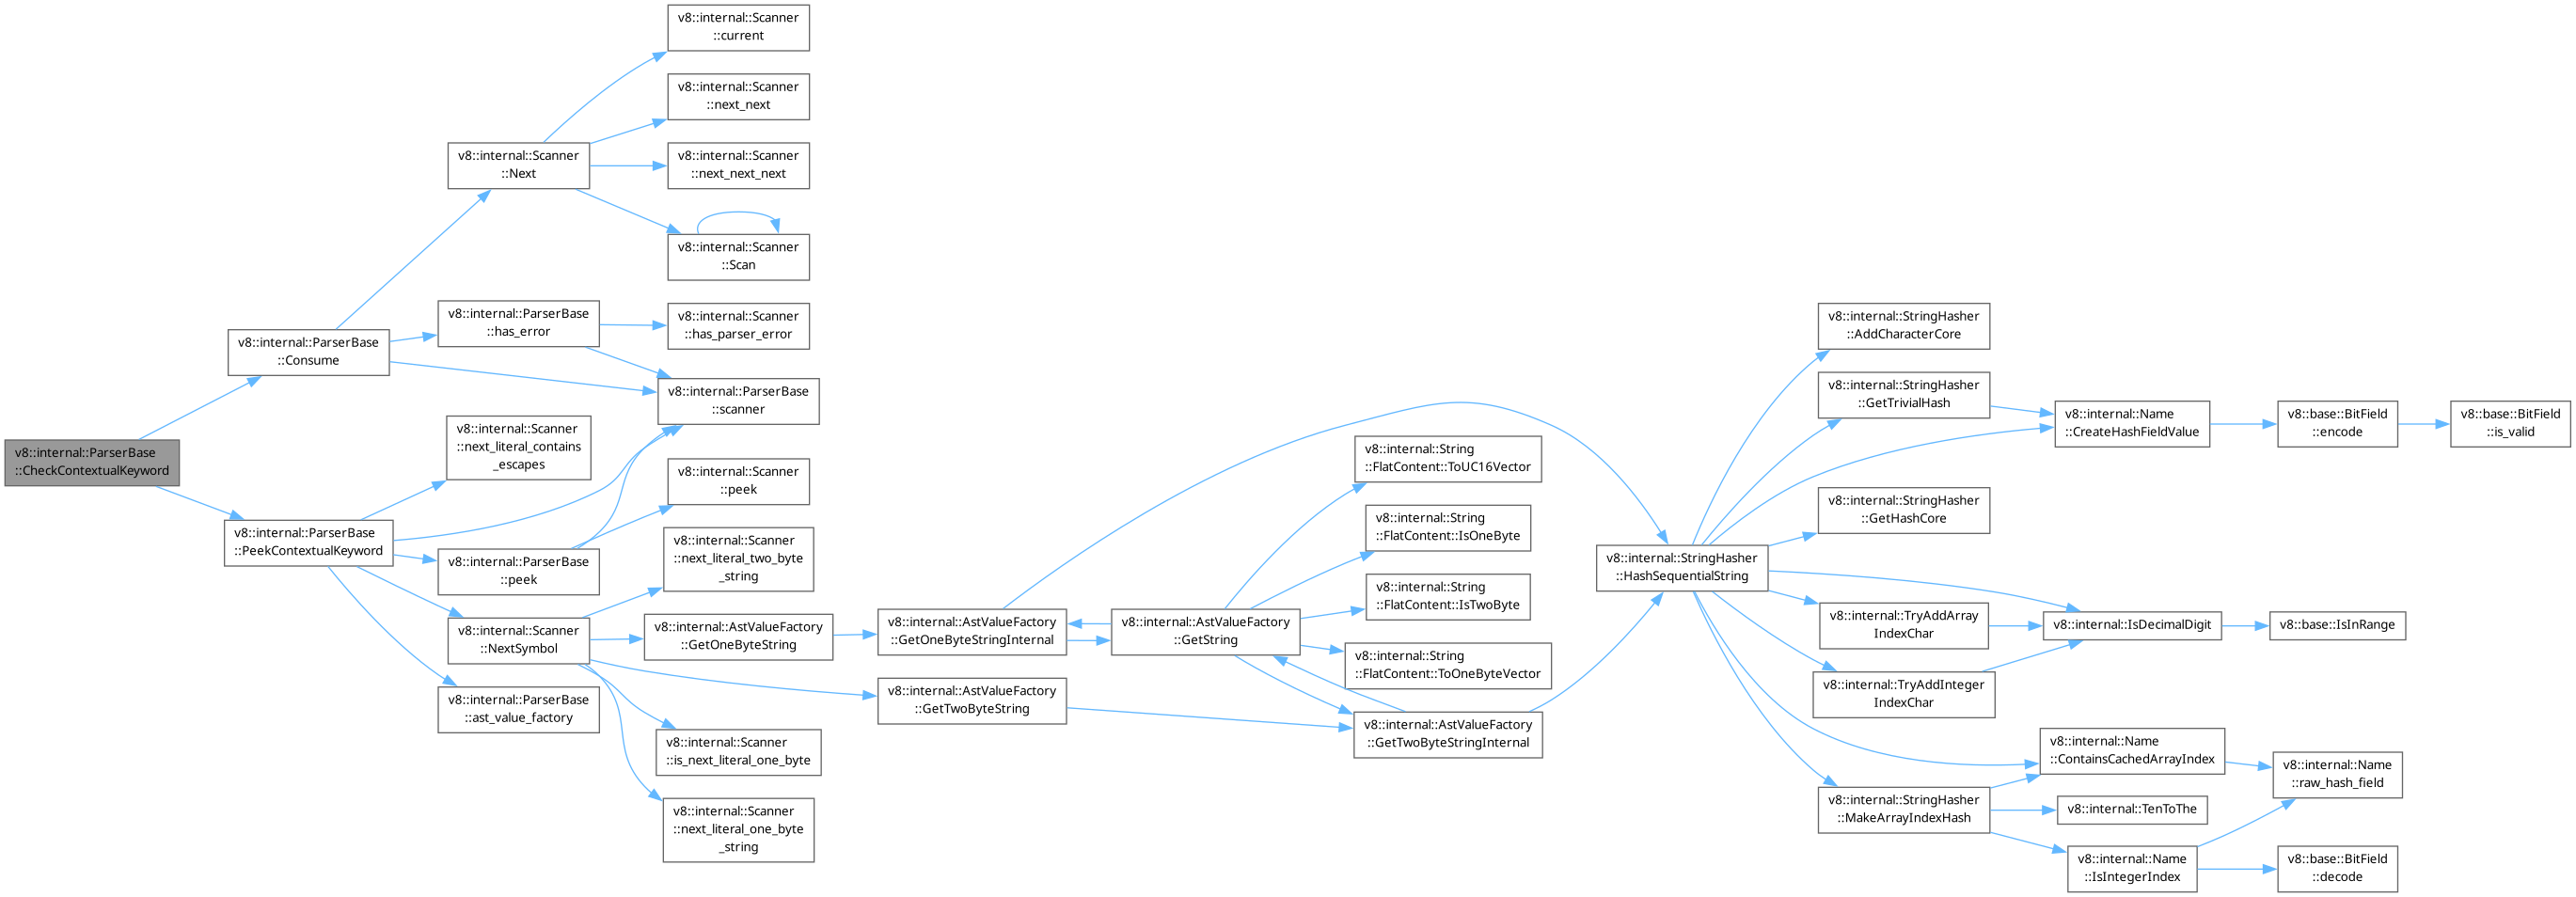 v8::internal::ParserBase
::CheckContextualKeyword
v8::internal::ParserBase
::Consume
v8::internal::ParserBase
::PeekContextualKeyword
v8::internal::Scanner
::Next
v8::internal::ParserBase
::has_error
v8::internal::Scanner
::next_literal_contains
_escapes
v8::internal::ParserBase
::peek
v8::internal::Scanner
::NextSymbol
v8::internal::ParserBase
::ast_value_factory
v8::internal::Scanner
::current
v8::internal::Scanner
::next_next
v8::internal::Scanner
::next_next_next
v8::internal::Scanner
::Scan
v8::internal::Scanner
::has_parser_error
v8::internal::ParserBase
::scanner
v8::internal::Scanner
::peek
v8::internal::Scanner
::next_literal_two_byte
_string
v8::internal::AstValueFactory
::GetOneByteString
v8::internal::Scanner
::is_next_literal_one_byte
v8::internal::Scanner
::next_literal_one_byte
_string
v8::internal::AstValueFactory
::GetOneByteStringInternal
v8::internal::AstValueFactory
::GetTwoByteString
v8::internal::AstValueFactory
::GetString
v8::internal::String
::FlatContent::ToUC16Vector
v8::internal::String
::FlatContent::IsOneByte
v8::internal::String
::FlatContent::IsTwoByte
v8::internal::String
::FlatContent::ToOneByteVector
v8::internal::AstValueFactory
::GetTwoByteStringInternal
v8::internal::StringHasher
::HashSequentialString
v8::internal::StringHasher
::AddCharacterCore
v8::internal::StringHasher
::GetTrivialHash
v8::internal::StringHasher
::GetHashCore
v8::internal::TryAddArray
IndexChar
v8::internal::TryAddInteger
IndexChar
v8::internal::StringHasher
::MakeArrayIndexHash
v8::internal::Name
::CreateHashFieldValue
v8::internal::IsDecimalDigit
v8::internal::Name
::ContainsCachedArrayIndex
v8::internal::TenToThe
v8::internal::Name
::IsIntegerIndex
v8::base::BitField
::encode
v8::base::IsInRange
v8::internal::Name
::raw_hash_field
v8::base::BitField
::decode
v8::base::BitField
::is_valid